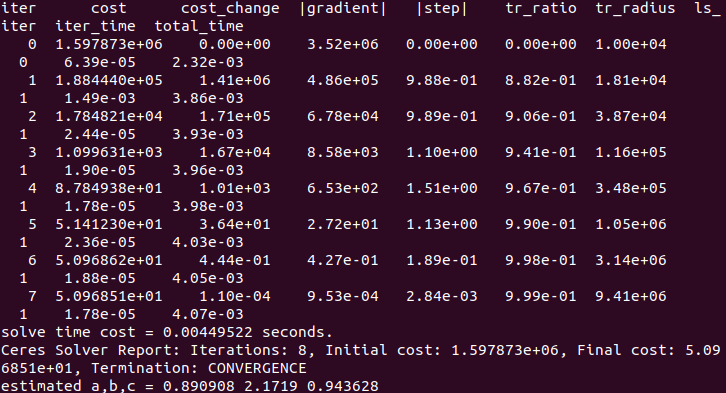 iter      cost      cost_change  |gradient|   |step|    tr_ratio  tr_radius  ls_
iter  iter_time  total_time
   0  1.597873e+06    0.00e+00    3.52e+06   0.00e+00   0.00e+00  1.00e+04
  0    6.39e-05    2.32e-03
   1  1.884440e+05    1.41e+06    4.86e+05   9.88e-01   8.82e-01  1.81e+04
  1    1.49e-03    3.86e-03
   2  1.784821e+04    1.71e+05    6.78e+04   9.89e-01   9.06e-01  3.87e+04
  1    2.44e-05    3.93e-03
   3  1.099631e+03    1.67e+04    8.58e+03   1.10e+00   9.41e-01  1.16e+05
  1    1.90e-05    3.96e-03
   4  8.784938e+01    1.01e+03    6.53e+02   1.51e+00   9.67e-01  3.48e+05
  1    1.78e-05    3.98e-03
   5  5.141230e+01    3.64e+01    2.72e+01   1.13e+00   9.90e-01  1.05e+06
  1    2.36e-05    4.03e-03
   6  5.096862e+01    4.44e-01    4.27e-01   1.89e-01   9.98e-01  3.14e+06
  1    1.88e-05    4.05e-03
   7  5.096851e+01    1.10e-04    9.53e-04   2.84e-03   9.99e-01  9.41e+06
  1    1.78e-05    4.07e-03
solve time cost = 0.00449522 seconds.
Ceres Solver Report: Iterations: 8, Initial cost: 1.597873e+06, Final cost: 5.09
6851e+01, Termination: CONVERGENCE
estimated a,b,c = 0.890908 2.1719 0.943628